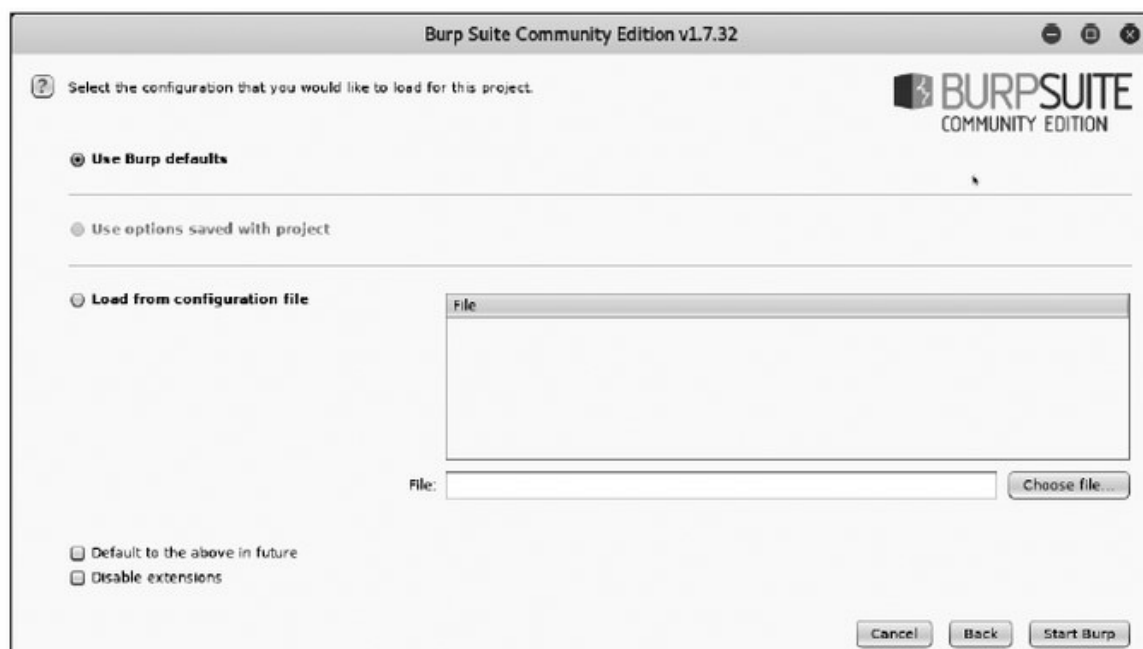 Burp Suite Community Edition v1.7.32
? Select the configuration that you would like to load for this project.
BURPSUITE
COMMUNITY EDITION
Use Burp defaults
Use options saved with project
Load from configuration file
File
File:
Choose file...
Default to the above in future
Disable extensions
Cancel Back Start Burp